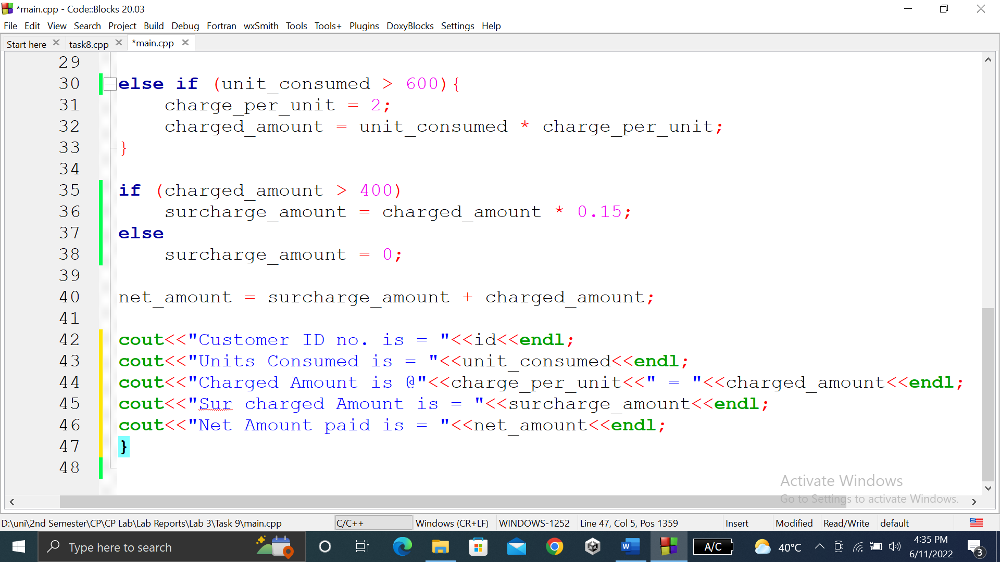 *main.cpp - Code::Blocks 20.03
File Edit View Search Project Build Debug Fortran wxSmith Tools Tools+ Plugins DoxyBlocks Settings Help
Start here task8.cpp *main.cpp
29
30 else if (unit_consumed > 600){
31 charge_per_unit = 2;
32 charged_amount = unit_consumed * charge_per_unit;
33 }
34
35 if (charged_amount > 400)
36 surcharge_amount = charged_amount * 0.15;
37 else
38 surcharge_amount = 0;
39
40 net_amount = surcharge_amount + charged_amount;
41
42 cout<<"Customer ID no. is = "<<id<<endl;
43 cout<<"Units Consumed is = "<<unit_consumed<<endl;
44 cout<<"Charged Amount is @"<<charge_per_unit<<" = "<<charged_amount<<endl;
45 cout<<"Sur charged Amount is = "<<surcharge_amount<<endl;
46 cout<<"Net Amount paid is = "<<net_amount<<endl;
47 }
48
Activate Windows
Go to Settings to activate Windows.
D:\uni\2nd Semester\CP\CP Lab\Lab Reports\Lab 3\Task 9\main.cpp C/C++ Windows (CR+LF) WINDOWS-1252 Line 47, Col 5, Pos 1359 Insert Modified Read/Write default
Type here to search A/C 40°C 4:35 PM
6/11/2022 3